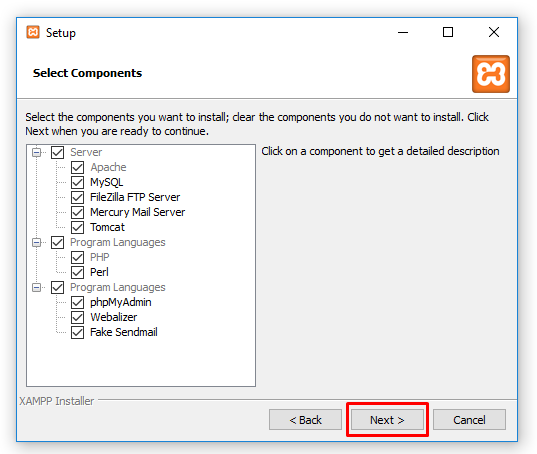 Setup
Select Components
Select the components you want to install; clear the components you do not want to install. Click
Next when you are ready to continue.
Server
Apache
MySQL
FileZilla FTP Server
Mercury Mail Server
Tomcat
Program Languages
PHP
Perl
Program Languages
phpMyAdmin
Webalizer
Fake Sendmail
Click on a component to get a detailed description
XAMPP Installer
< Back
Next >
Cancel